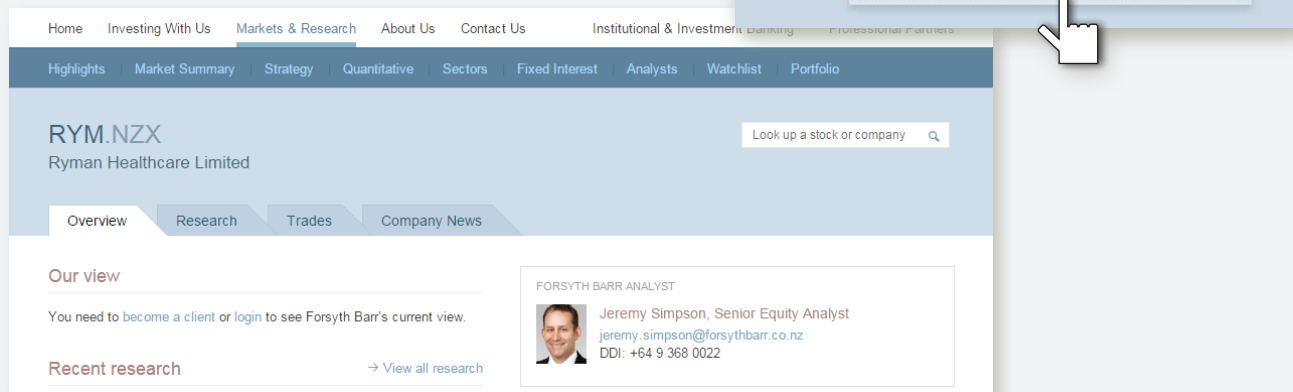 Home Investing With Us Markets & Research About Us Contact Us Institutional & Investment Banking Professional Partners
Highlights Market Summary Strategy Quantitative Sectors Fixed Interest Analysts Watchlist Portfolio
RYM.NZX
Ryman Healthcare Limited
Look up a stock or company
Overview Research Trades Company News
Our view
You need to become a client or login to see Forsyth Barr's current view.
Recent research → View all research
FORSYTH BARR ANALYST
Jeremy Simpson, Senior Equity Analyst
jeremy.simpson@forsythbarr.co.nz
DDI: +64 9 368 0022